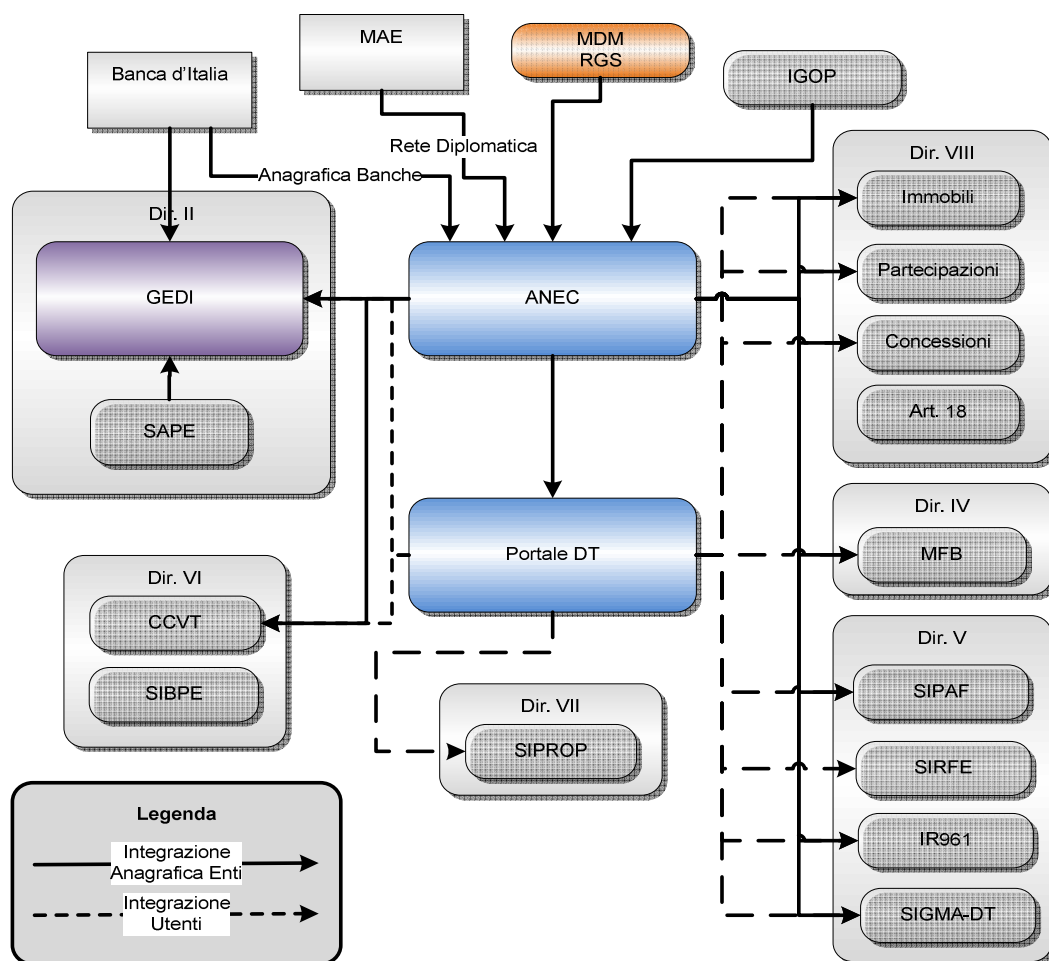 MAE
MDM
RGS
Banca d'Italia
IGOP
Rete Diplomatica
Anagrafica Banche
Dir. VIII
Immobili
Partecipazioni
Concessioni
Art. 18
Dir. II
GEDI
SAPE
ANEC
Portale DT
Dir. IV
MFB
Dir. VI
CCVT
SIBPE
Dir. VII
SIPROP
Dir. V
SIPAF
SIRFE
IR961
SIGMA-DT
Legenda
Integrazione
Anagrafica Enti
Integrazione
Utenti